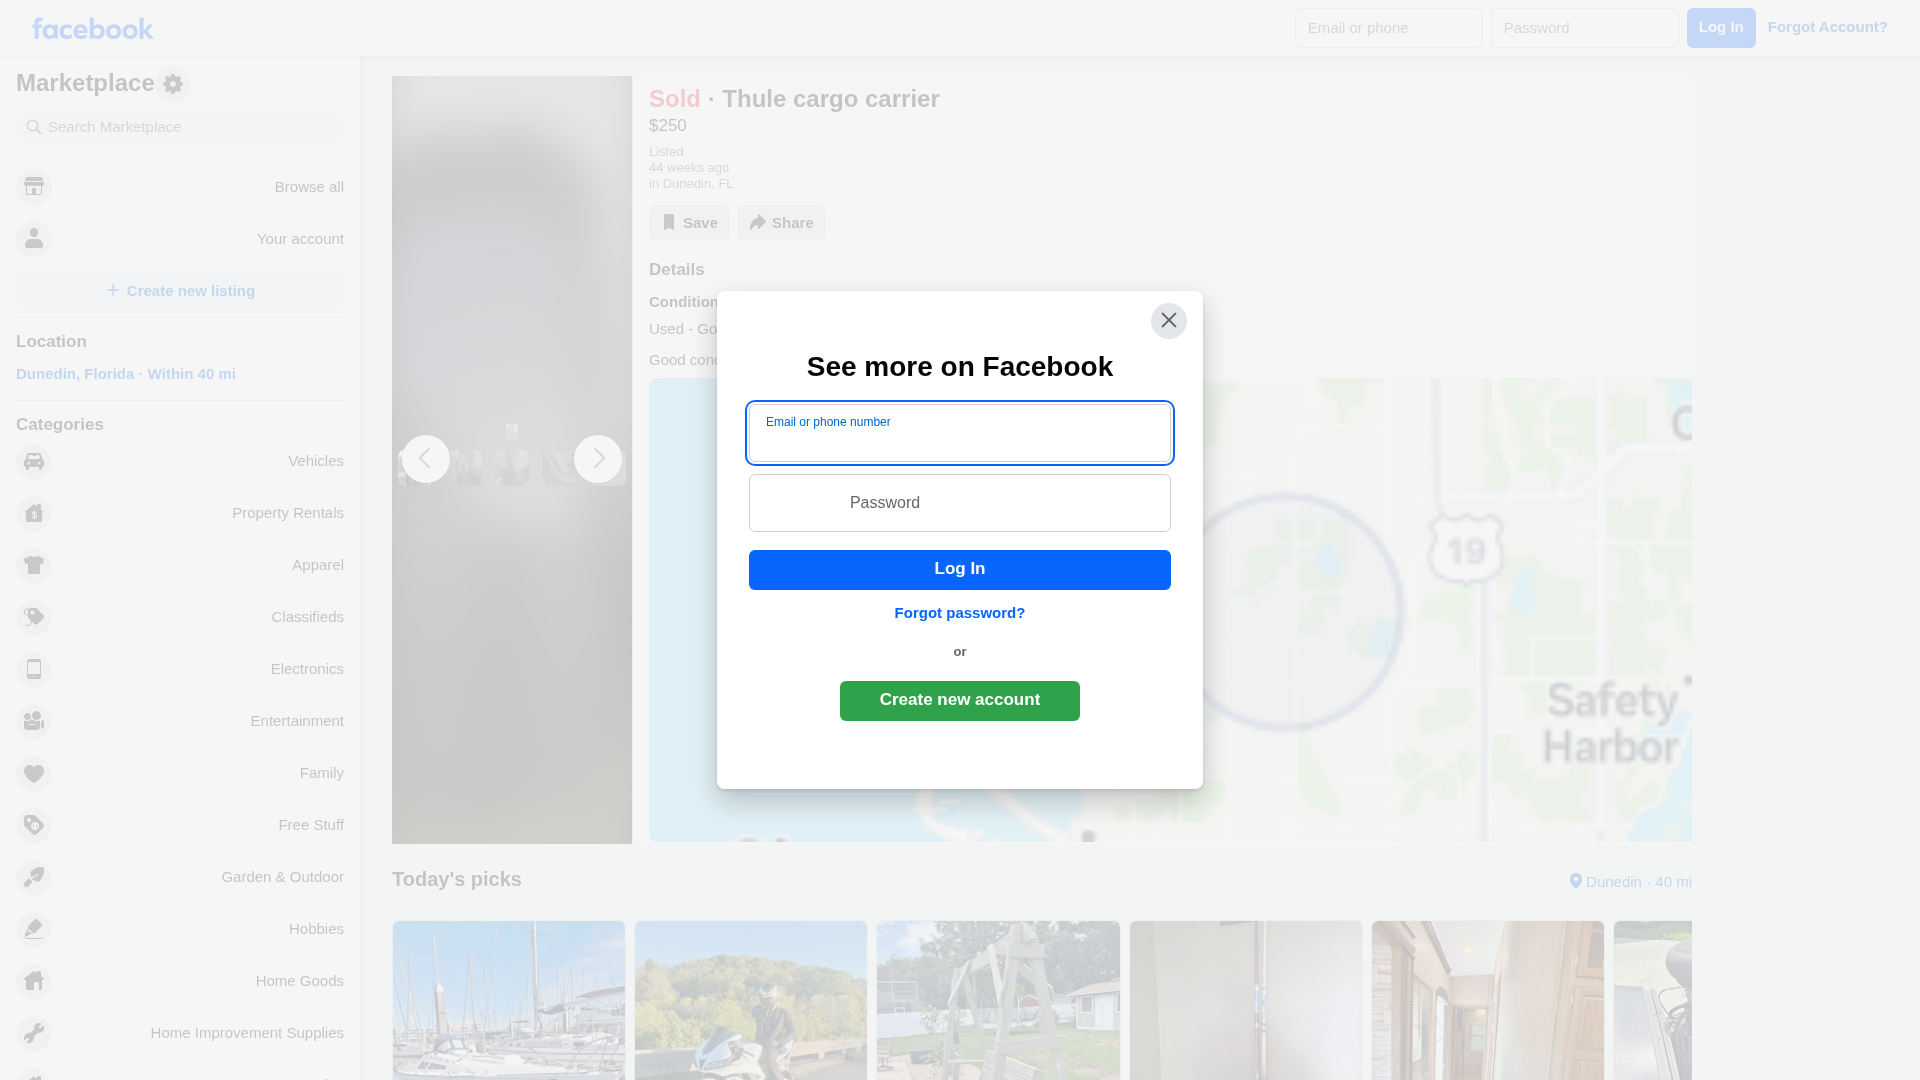 facebook
Email or phone
Password
Log In
Forgot Account?
Marketplace
Search Marketplace
Browse all
Your account
Create new listing
Location
Dunedin, Florida · Within 40 mi
Categories
Vehicles
Property Rentals
Apparel
Classifieds
Electronics
Entertainment
Family
Free Stuff
Garden & Outdoor
Hobbies
Home Goods
Home Improvement Supplies
Sold · Thule cargo carrier
$250
Listed
44 weeks ago
in Dunedin, FL
Save
Share
Details
Condition
Used - Go
Good cond
See more on Facebook
Email or phone number
Password
Log In
Forgot password?
or
Create new account
19
Safety
Harbor
Today's picks
Dunedin · 40 mi